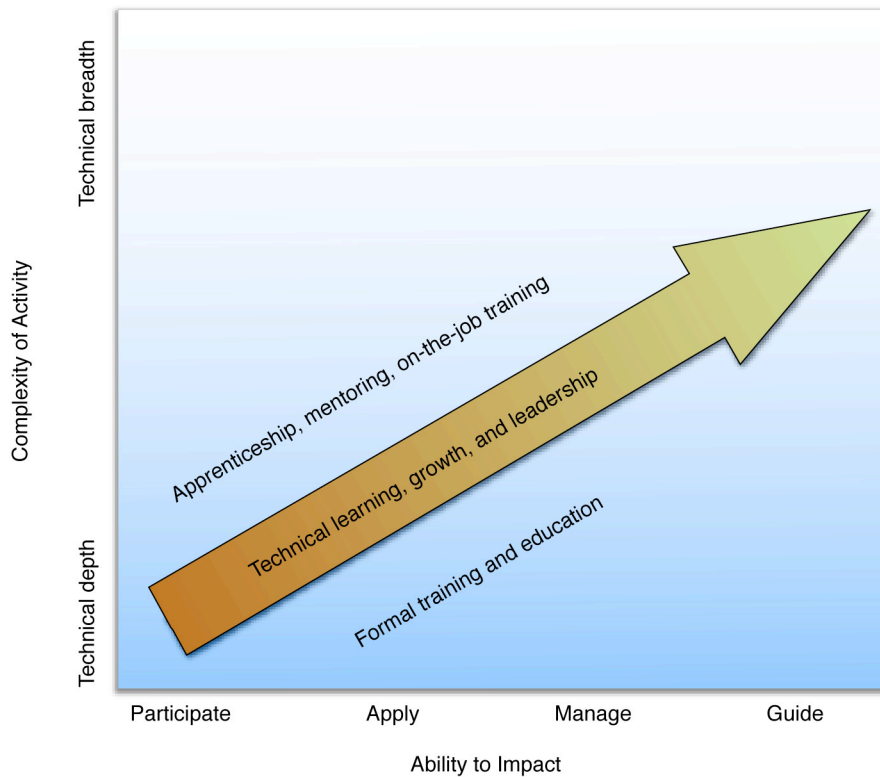 Technical breadth
Complexity of Activity
Technical depth
Apprenticeship, mentoring, on-the-job training
Technical learning, growth, and leadership
Formal training and education
Participate
Apply
Manage
Guide
Ability to Impact